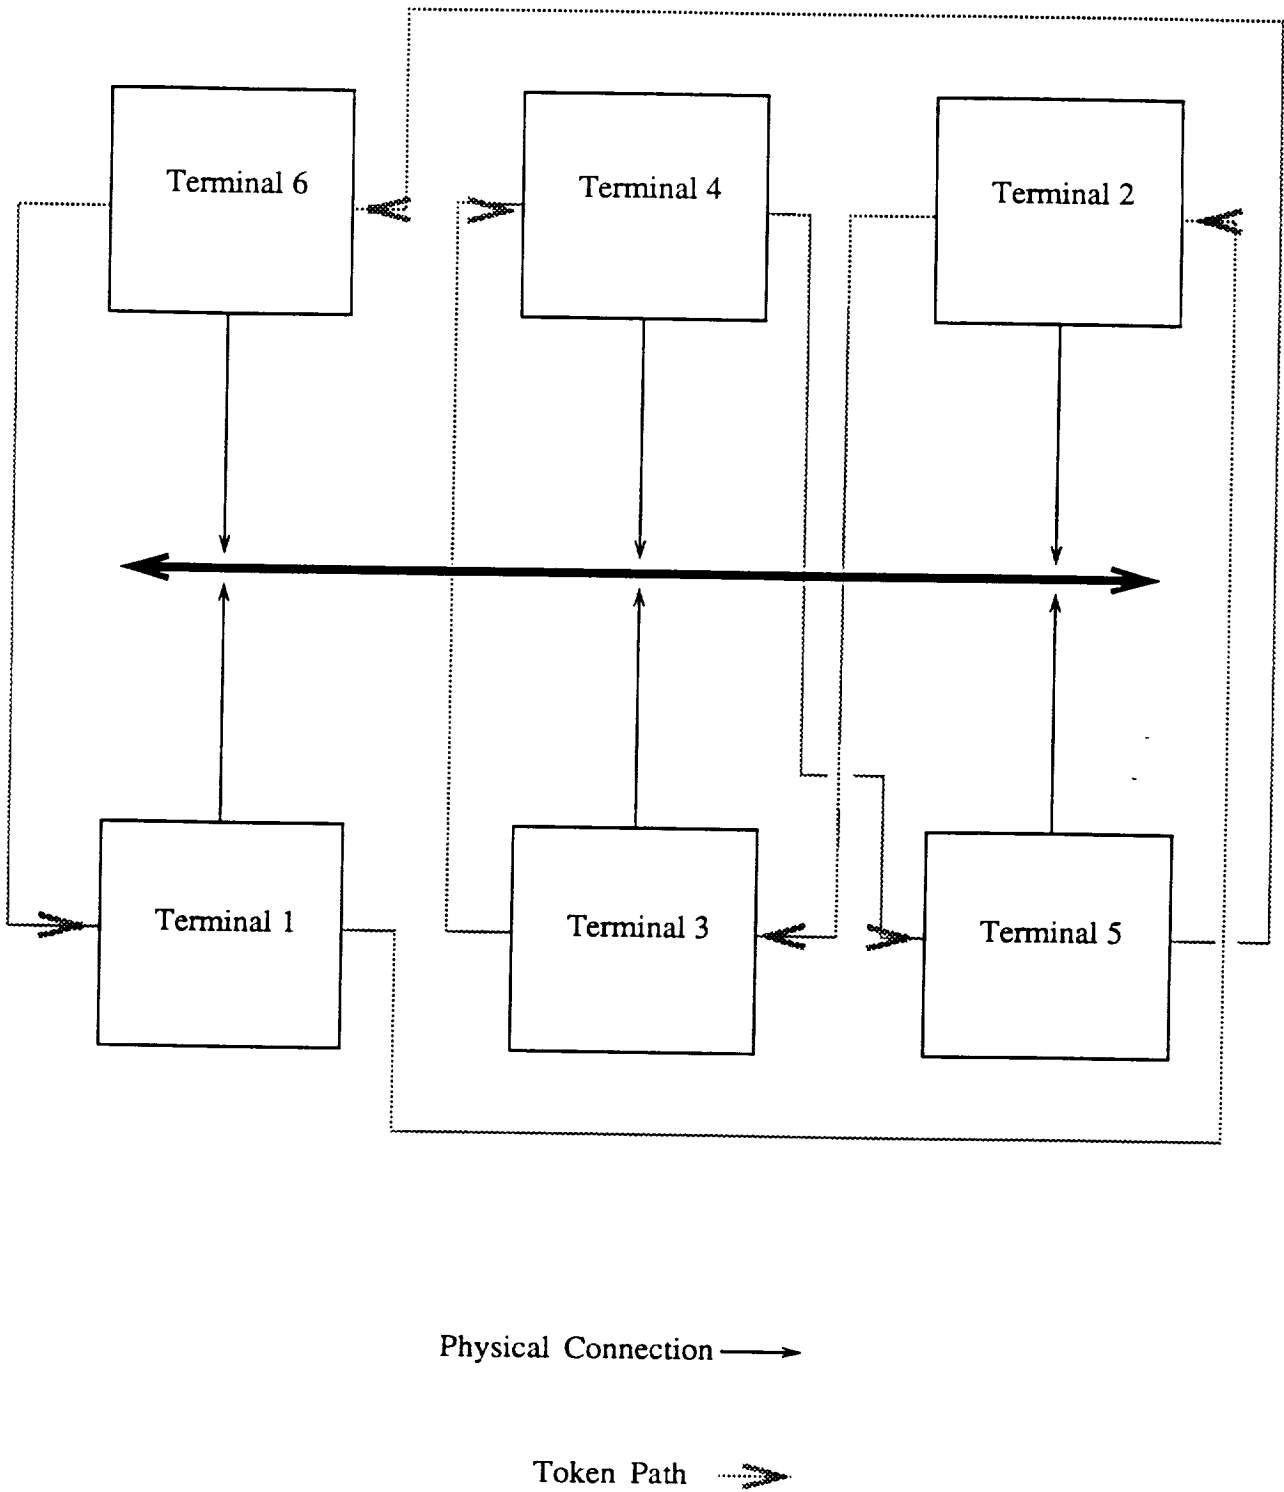 Terminal 6
Terminal 4
Terminal 2
Terminal 1
Terminal 3
Terminal 5
Physical Connection
Token Path